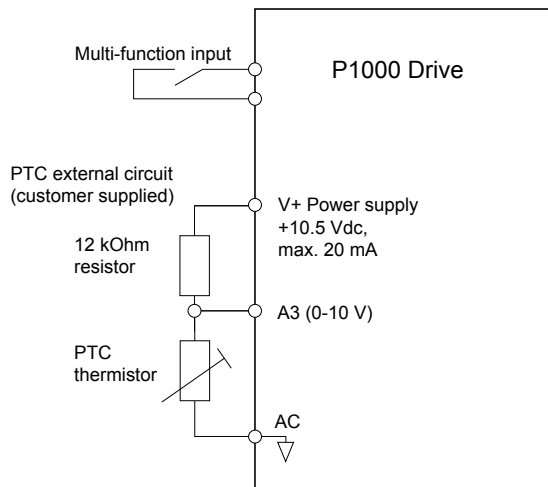 Multi-function input
P1000 Drive
PTC external circuit
(customer supplied)
V+ Power supply
+10.5 Vdc,
max. 20 mA
12 kOhm
resistor
A3 (0-10 V)
PTC
thermistor
AC